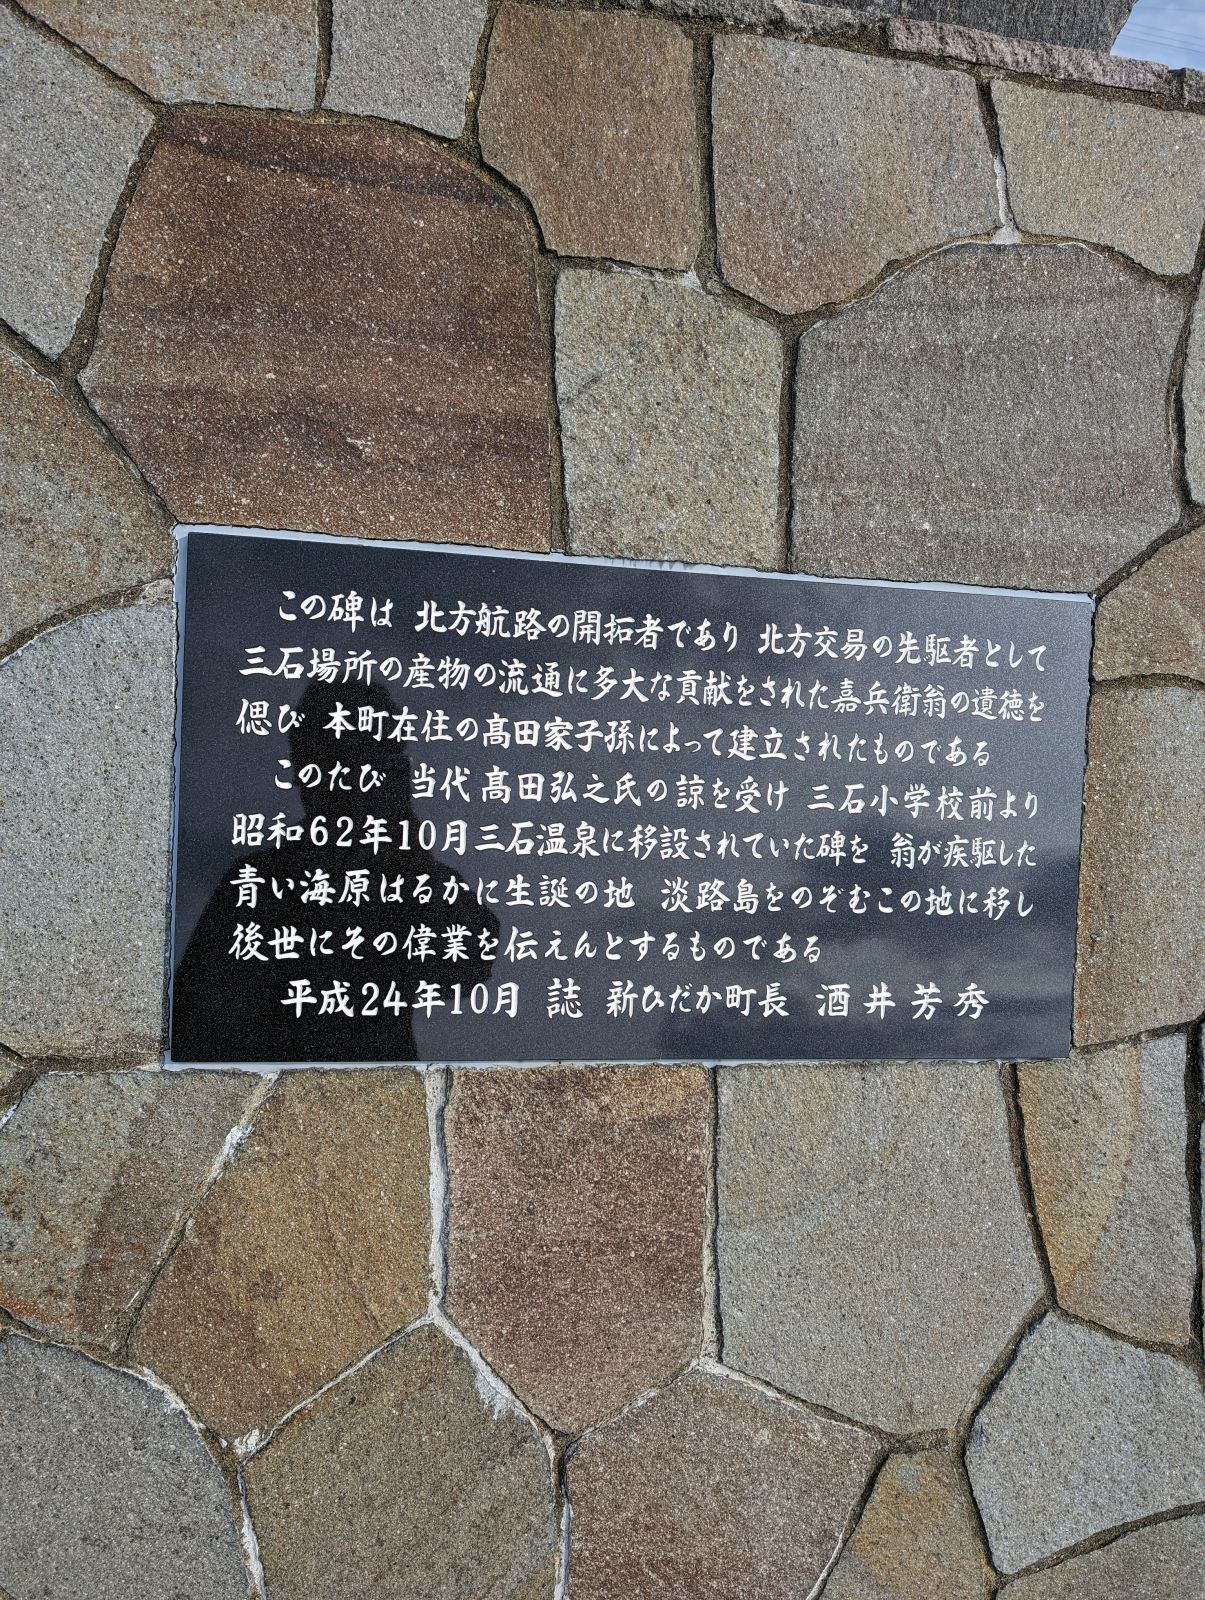 この碑は 北方航路の開拓者であり 北方交易の先駆者として
三石場所の産物の流通に多大な貢献をされた嘉兵衛翁の遺徳を
偲び 本町在住の髙田家子孫によって建立されたものである
このたび 当代髙田弘之氏の諒を受け 三石小学校前より
昭和62年10月三石温泉に移設されていた碑を 翁が疾駆した
青い海原はるかに生誕の地 淡路島をのぞむこの地に移し
後世にその偉業を伝えんとするものである
平成24年10月 誌 新ひだか町長 酒井芳秀